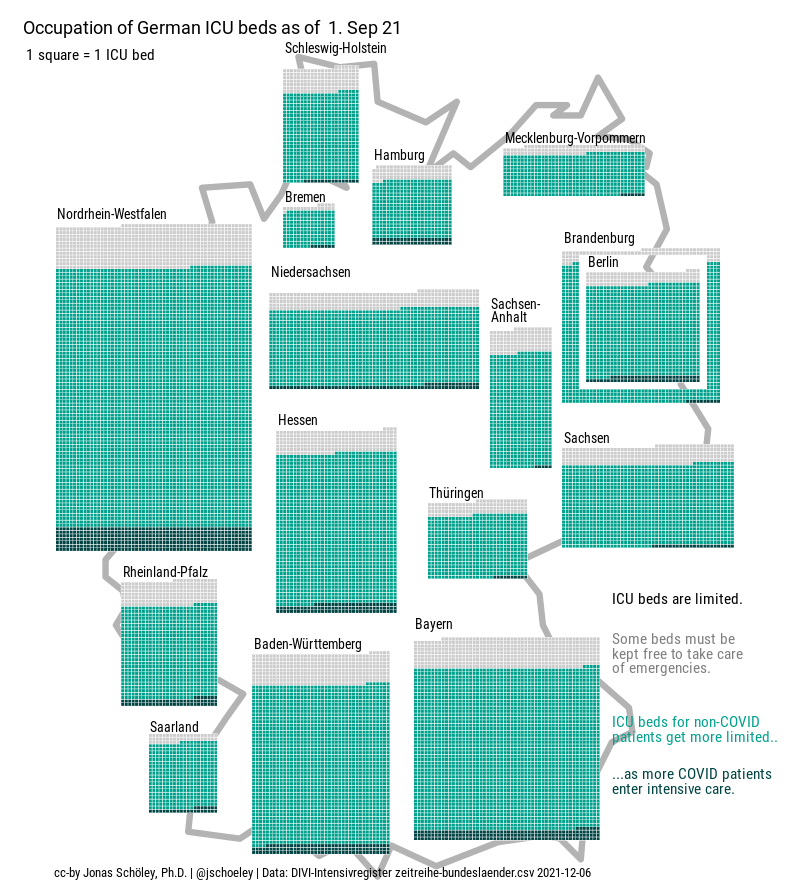 Occupation of German ICU beds as of 1. Sep 21
1 square = 1 ICU bed
Schleswig-Holstein
Mecklenburg-Vorpommern
Hamburg
Bremen
Nordrhein-Westfalen
Brandenburg
Berlin
Niedersachsen
Sachsen-
Anhalt
Hessen
Sachsen
Thüringen
Rheinland-Pfalz
Baden-Württemberg
Bayern
Saarland
ICU beds are limited.
Some beds must be
kept free to take care
of emergencies.
ICU beds for non-COVID
patients get more limited..
...as more COVID patients
enter intensive care.
cc-by Jonas Schöley, Ph.D. | @jschoeley | Data: DIVI-Intensivregister zeitreihe-bundeslaender.csv 2021-12-06